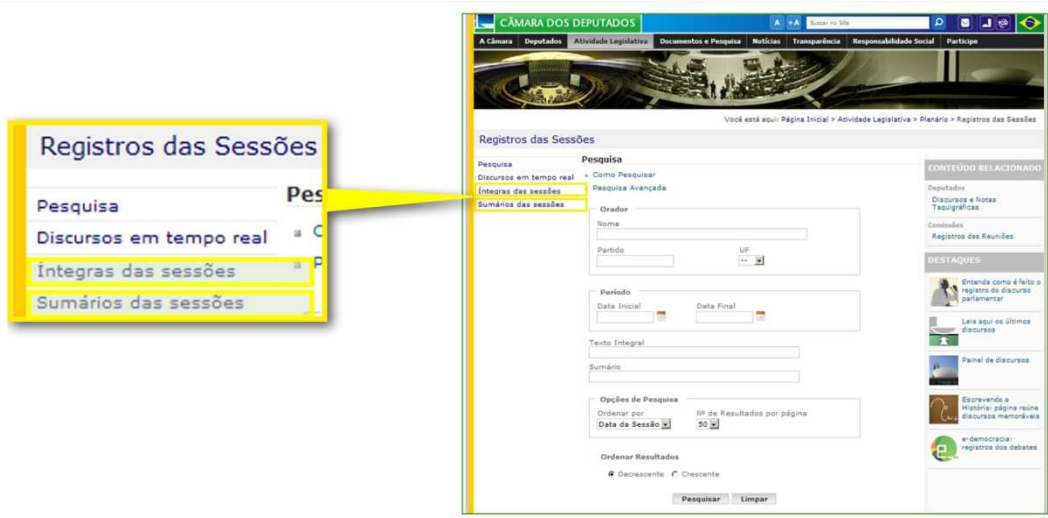 Registros das Sessões
Pesquisa
Discursos em tempo real
Íntegras das sessões
Sumários das sessões
Pes
CÂMARA DOS DEPUTADOS
A +A Buscar no Site
A Câmara Deputados Atividade Legislativa Documentos e Pesquisa Notícias Transparência Responsabilidade Social Participe
Você está aqui: Página Inicial > Atividade Legislativa > Plenário > Registros das Sessões
Registros das Sessões
Pesquisa
Discursos em tempo real
Íntegras das sessões
Sumários das sessões
Pesquisa
Como Pesquisar
Pesquisa Avançada
Orador
Nome
Partido UF
--
Período
Data Inicial Data Final
Texto Integral
Sumário
Opções de Pesquisa
Ordenar por Nº de Resultados por página
Data da Sessão 50
Ordenar Resultados
Decrescente Crescente
Pesquisar Limpar
CONTEÚDO RELACIONADO
Deputados
Discursos e Notas
Taquigráficas
Comissões
Registros das Reuniões
DESTAQUES
Entenda como é feito o
registro do discurso
parlamentar
Leia aqui os últimos
discursos
Painel de discursos
Escrevendo a
História: página reúne
discursos memoráveis
e-democracia:
registros dos debates